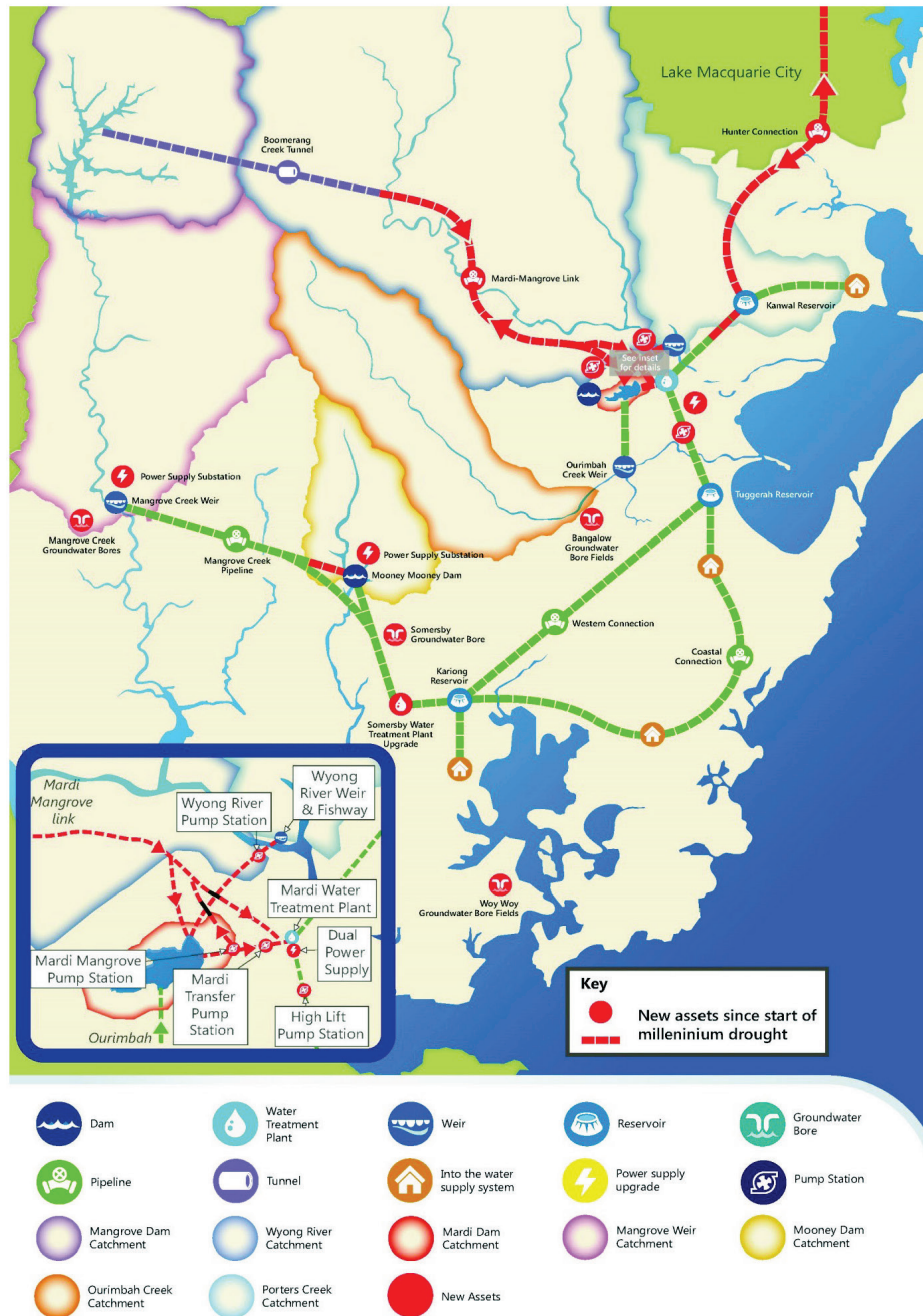 Lake Macquarie City
Hunter Connection
Boomerang
Creek Tunnel
Mardi-Mangrove Link
Kanwal Reservoir
See inset
for details
Ourimbah
Creek Weir
Tuggerah Reservoir
Power Supply Substation
Mangrove Creek Weir
Mangrove Creek
Groundwater Bores
Mangrove Creek
Pipeline
Power Supply Substation
Mooney Mooney Dam
Bangalow
Groundwater
Bore Fields
Somersby
Groundwater Bore
Western Connection
Coastal
Connection
Kariong
Reservoir
Somersby Water
Treatment Plant
Upgrade
Woy Woy
Groundwater Bore Fields
Mardi
Mangrove
link
Wyong River
Pump Station
Wyong
River Weir
& Fishway
Mardi Water
Treatment Plant
Mardi Mangrove
Pump Station
Mardi
Transfer
Pump
Station
Dual
Power
Supply
High Lift
Pump Station
Ourimbah
Key
New assets since start of
milleninium drought
Dam
Water
Treatment
Plant
Weir
Reservoir
Groundwater
Bore
Pipeline
Tunnel
Into the water
supply system
Power supply
upgrade
Pump Station
Mangrove Dam
Catchment
Wyong River
Catchment
Mardi Dam
Catchment
Mangrove Weir
Catchment
Mooney Dam
Catchment
Ourimbah Creek
Catchment
Porters Creek
Catchment
New Assets